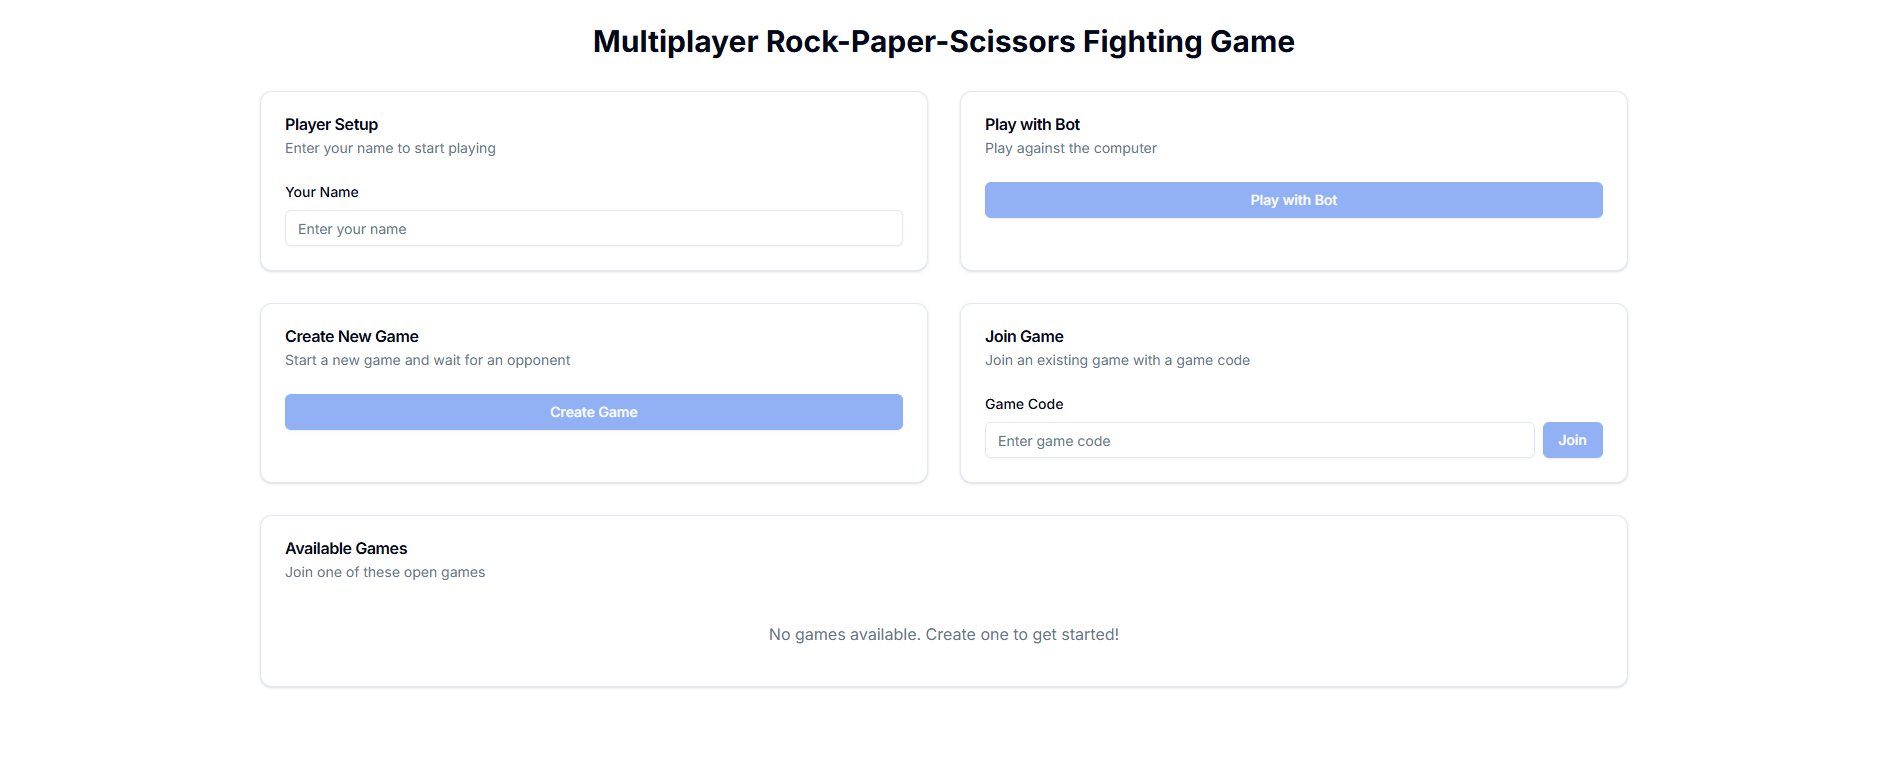 Multiplayer Rock-Paper-Scissors Fighting Game
Player Setup
Enter your name to start playing
Your Name
Enter your name
Play with Bot
Play against the computer
Play with Bot
Create New Game
Start a new game and wait for an opponent
Create Game
Join Game
Join an existing game with a game code
Game Code
Enter game code
Join
Available Games
Join one of these open games
No games available. Create one to get started!